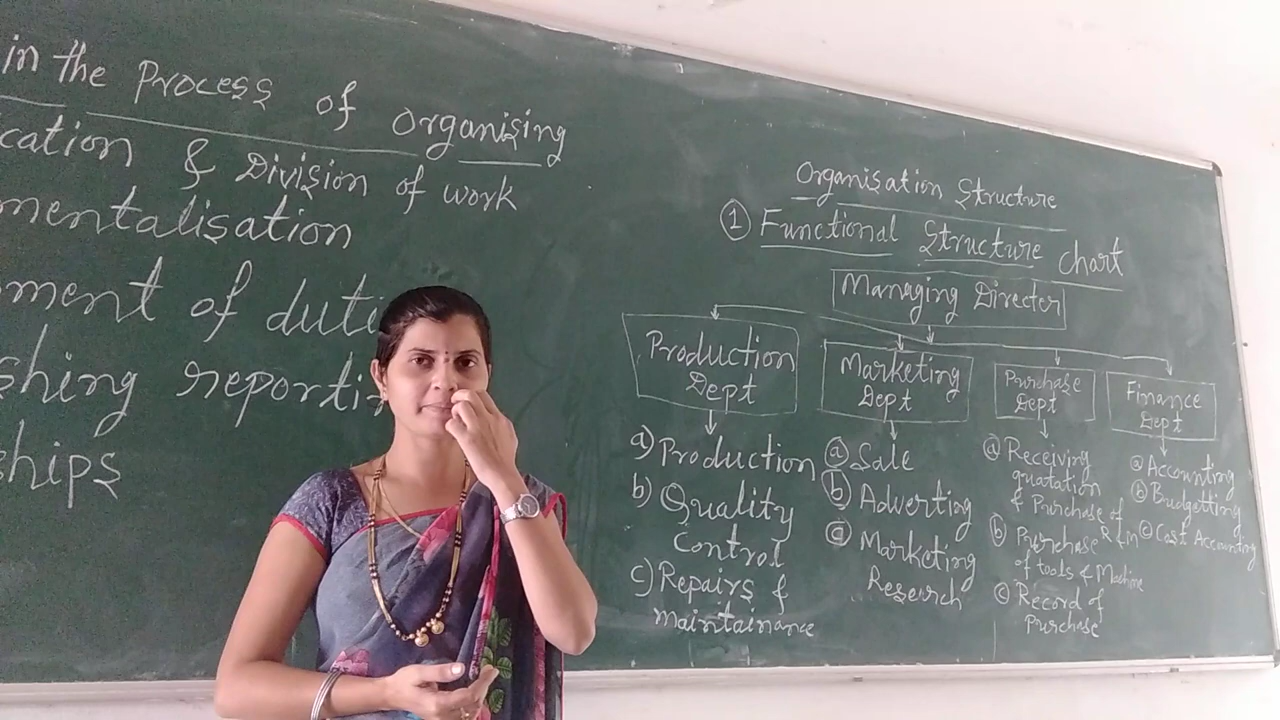 in the Process of organising
cation & Division of work
mentalisation
ment of duti
shing reportin
ships
Organisation Structure
1 Functional Structure chart
Managing Director
Production
Dept
a) Production
b) Quality
control
c) Repairs &
maintainance
Marketing
Dept
a Sale
b Adverting
a Marketing
Research
Purchase
Dept
a Receiving
quatation
& Purchase of
R & m
b Purchase
of tools & Machine
c Record of
Purchase
Finance
Dept
a Accounting
b Budgetting
c Cost Accounting